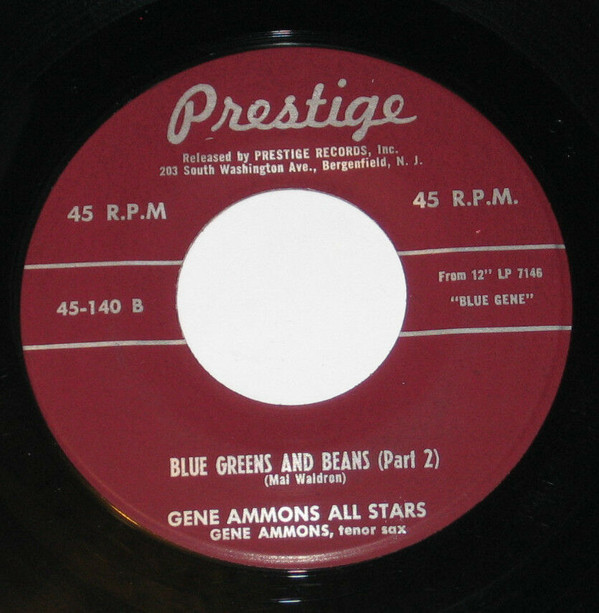 Prestige
Released by PRESTIGE RECORDS, Inc.
203 South Washington Ave., Bergenfield, N. J.
45 R.P.M
45 R.P.M.
45-140 B
From 12" LP 7146
"BLUE GENE"
BLUE GREENS AND BEANS (Part 2)
(Mal Waldron)
GENE AMMONS ALL STARS
GENE AMMONS, tenor sax